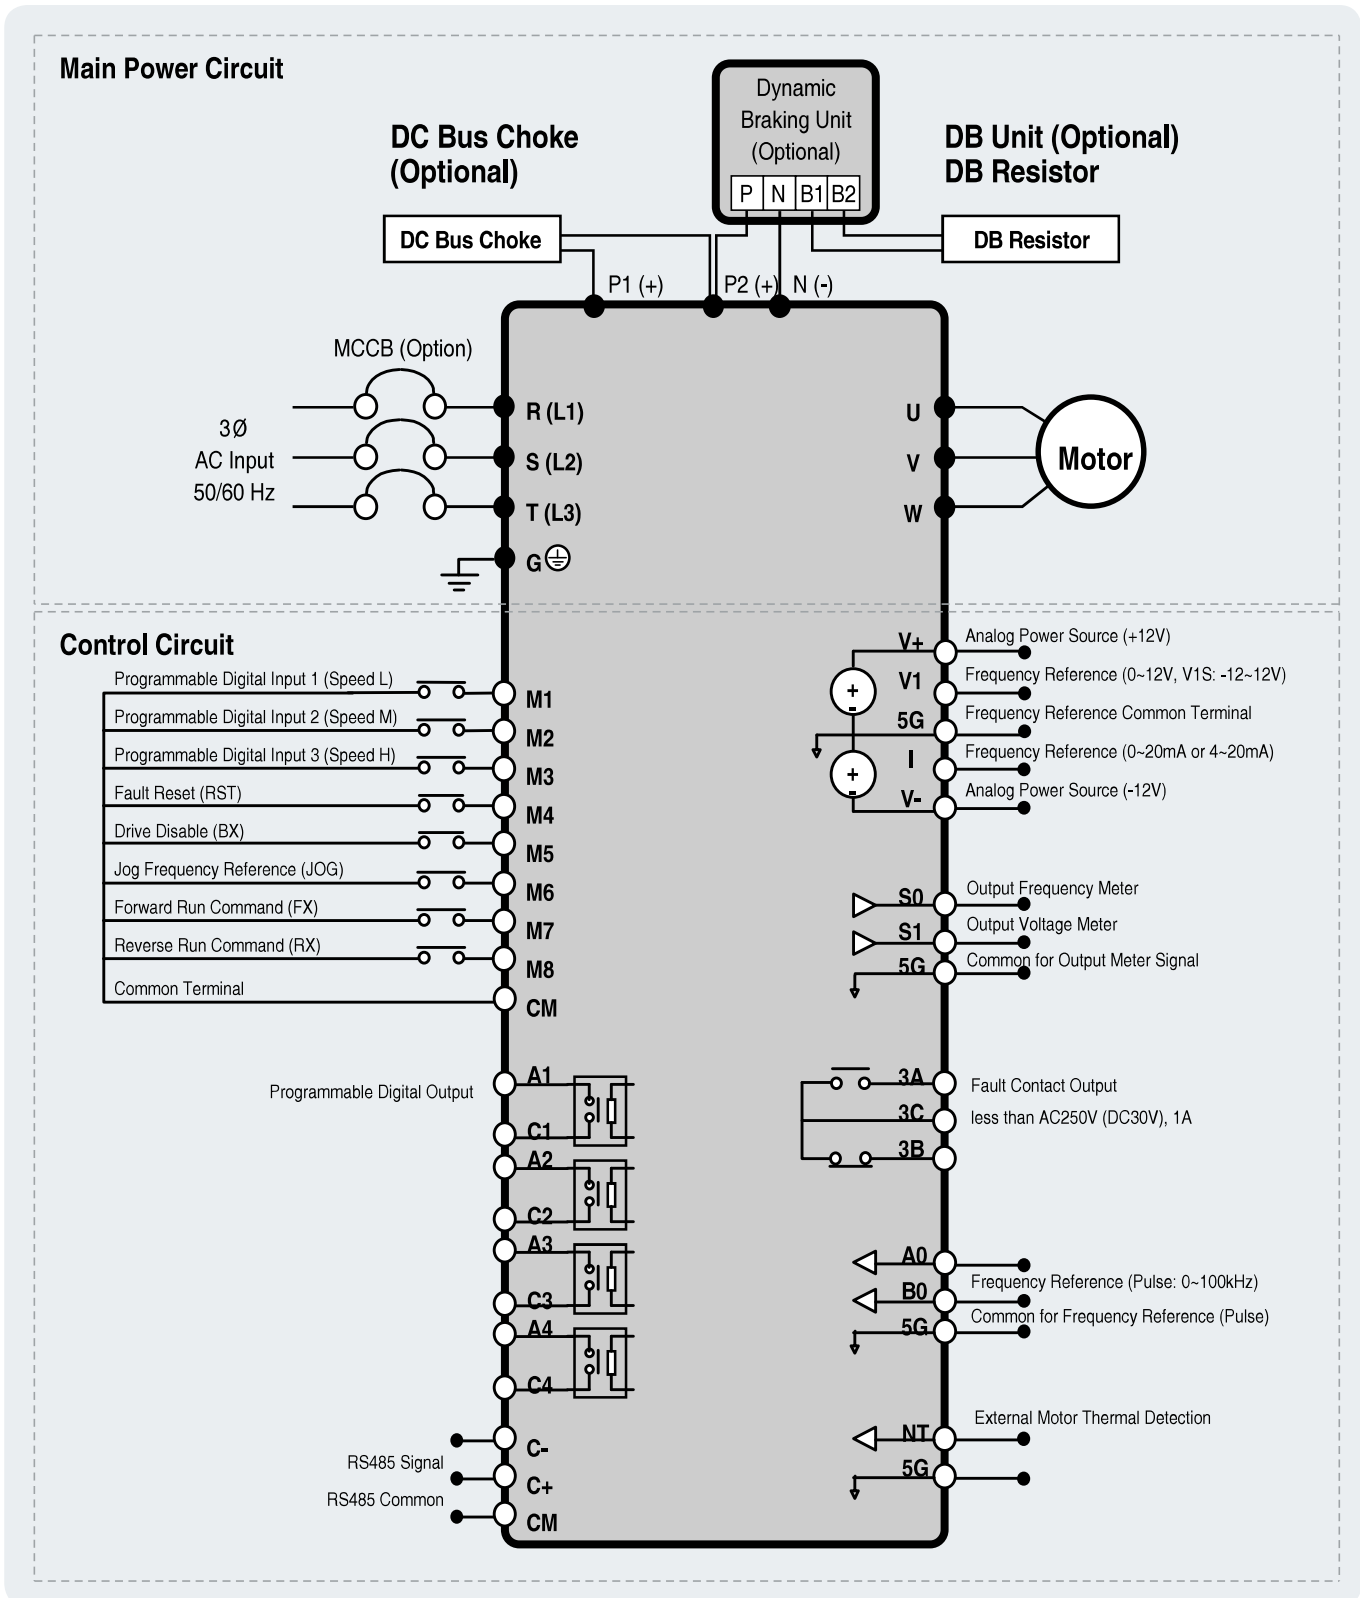 Main Power Circuit
Dynamic
Braking Unit
(Optional)
P N B1 B2
DC Bus Choke
(Optional)
DB Unit (Optional)
DB Resistor
DC Bus Choke
DB Resistor
P1 (+)
P2 (+)
N (-)
MCCB (Option)
3Ø
AC Input
50/60 Hz
R (L1)
S (L2)
T (L3)
G
U
V
W
Motor
Control Circuit
Programmable Digital Input 1 (Speed L)
M1
Programmable Digital Input 2 (Speed M)
M2
Programmable Digital Input 3 (Speed H)
M3
Fault Reset (RST)
M4
Drive Disable (BX)
M5
Jog Frequency Reference (JOG)
M6
Forward Run Command (FX)
M7
Reverse Run Command (RX)
M8
Common Terminal
CM
Programmable Digital Output
A1
C1
A2
C2
A3
C3
A4
C4
RS485 Signal
C-
C+
RS485 Common
CM
V+
Analog Power Source (+12V)
+
-
V1
Frequency Reference (0~12V, V1S: -12~12V)
5G
Frequency Reference Common Terminal
+
-
I
Frequency Reference (0~20mA or 4~20mA)
V-
Analog Power Source (-12V)
S0
Output Frequency Meter
S1
Output Voltage Meter
5G
Common for Output Meter Signal
3A
Fault Contact Output
3C
less than AC250V (DC30V), 1A
3B
A0
B0
Frequency Reference (Pulse: 0~100kHz)
5G
Common for Frequency Reference (Pulse)
NT
External Motor Thermal Detection
5G